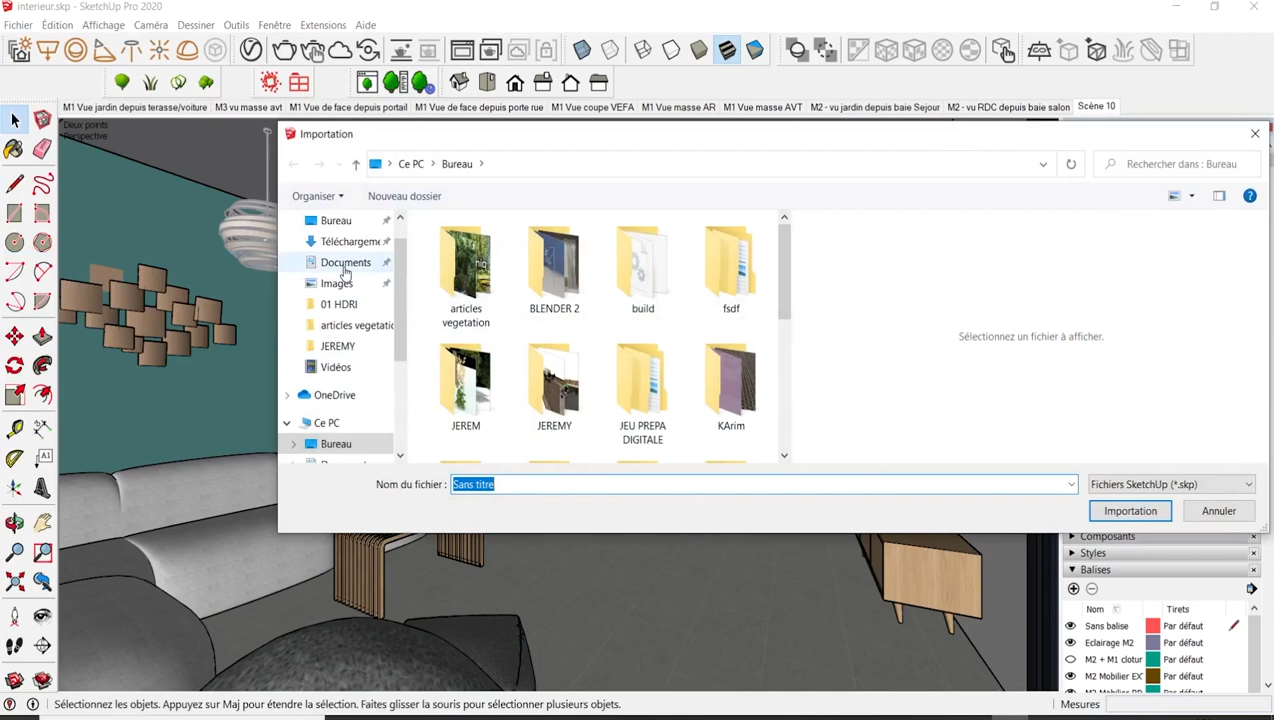 interieur.skp - SketchUp Pro 2020
Fichier Édition Affichage Caméra Dessiner Outils Fenêtre Extensions Aide
M1 Vue jardin depuis terasse/voiture M3 vu masse avt M1 Vue de face depuis portail M1 Vue de face depuis porte rue M1 Vue coupe VEFA M1 Vue masse AR M1 Vue masse AVT M2 - vu jardin depuis baie Sejour M2 - vu RDC depuis baie salon Scène 10
Deux points
Perspective
Importation
Ce PC Bureau
Rechercher dans : Bureau
Organiser Nouveau dossier
Bureau
Téléchargeme
Documents
Images
01 HDRI
articles vegetatio
JEREMY
Vidéos
OneDrive
Ce PC
Bureau
articles
vegetation
BLENDER 2
build
fsdf
JEREM
JEREMY
JEU PREPA
DIGITALE
KArim
Sélectionnez un fichier à afficher.
Nom du fichier : Sans titre
Fichiers SketchUp (*.skp)
Importation Annuler
A1
Composants
Styles
Balises
Nom Tirets
Sans balise Par défaut
Eclairage M2 Par défaut
M2 + M1 clotur Par défaut
M2 Mobilier EX Par défaut
Par défaut
Sélectionnez les objets. Appuyez sur Maj pour étendre la sélection. Faites glisser la souris pour sélectionner plusieurs objets.
Mesures